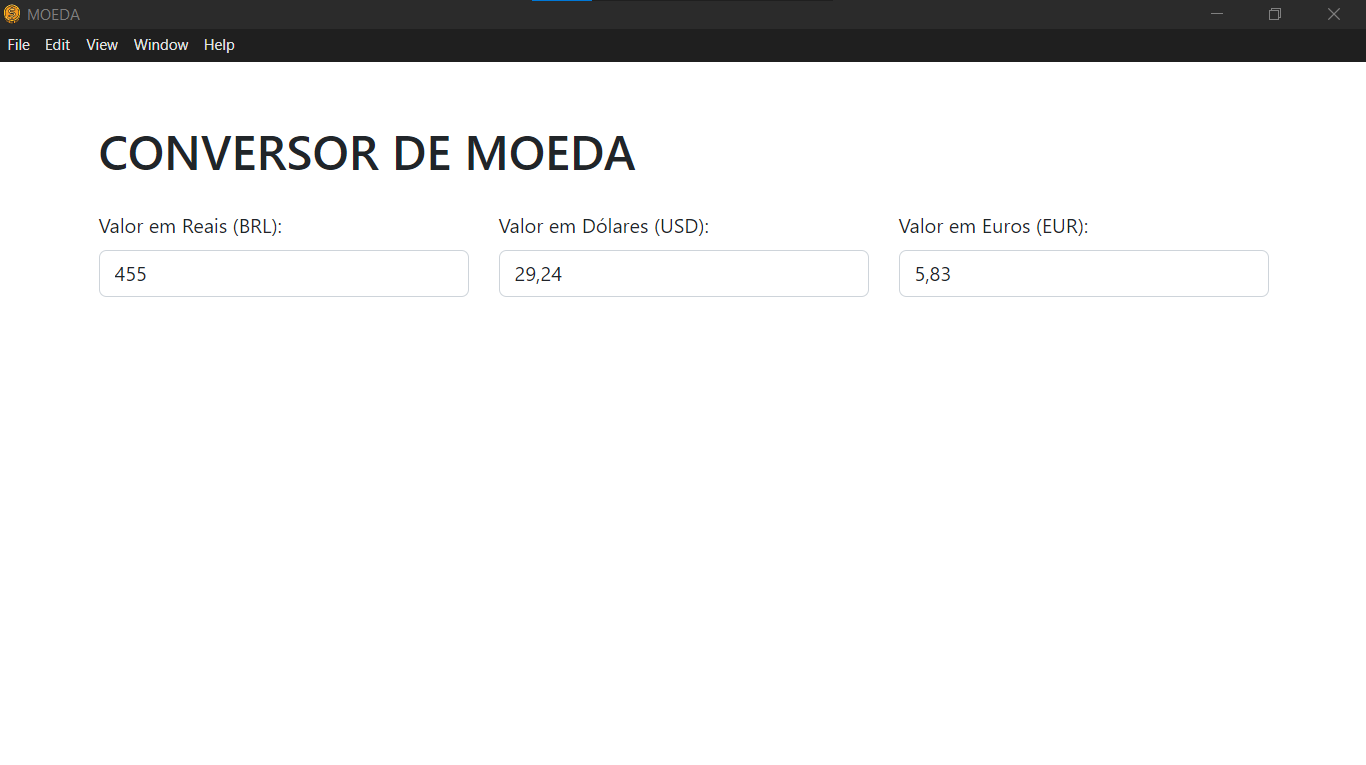 MOEDA
File Edit View Window Help
CONVERSOR DE MOEDA
Valor em Reais (BRL): Valor em Dólares (USD): Valor em Euros (EUR):
455 29,24 5,83